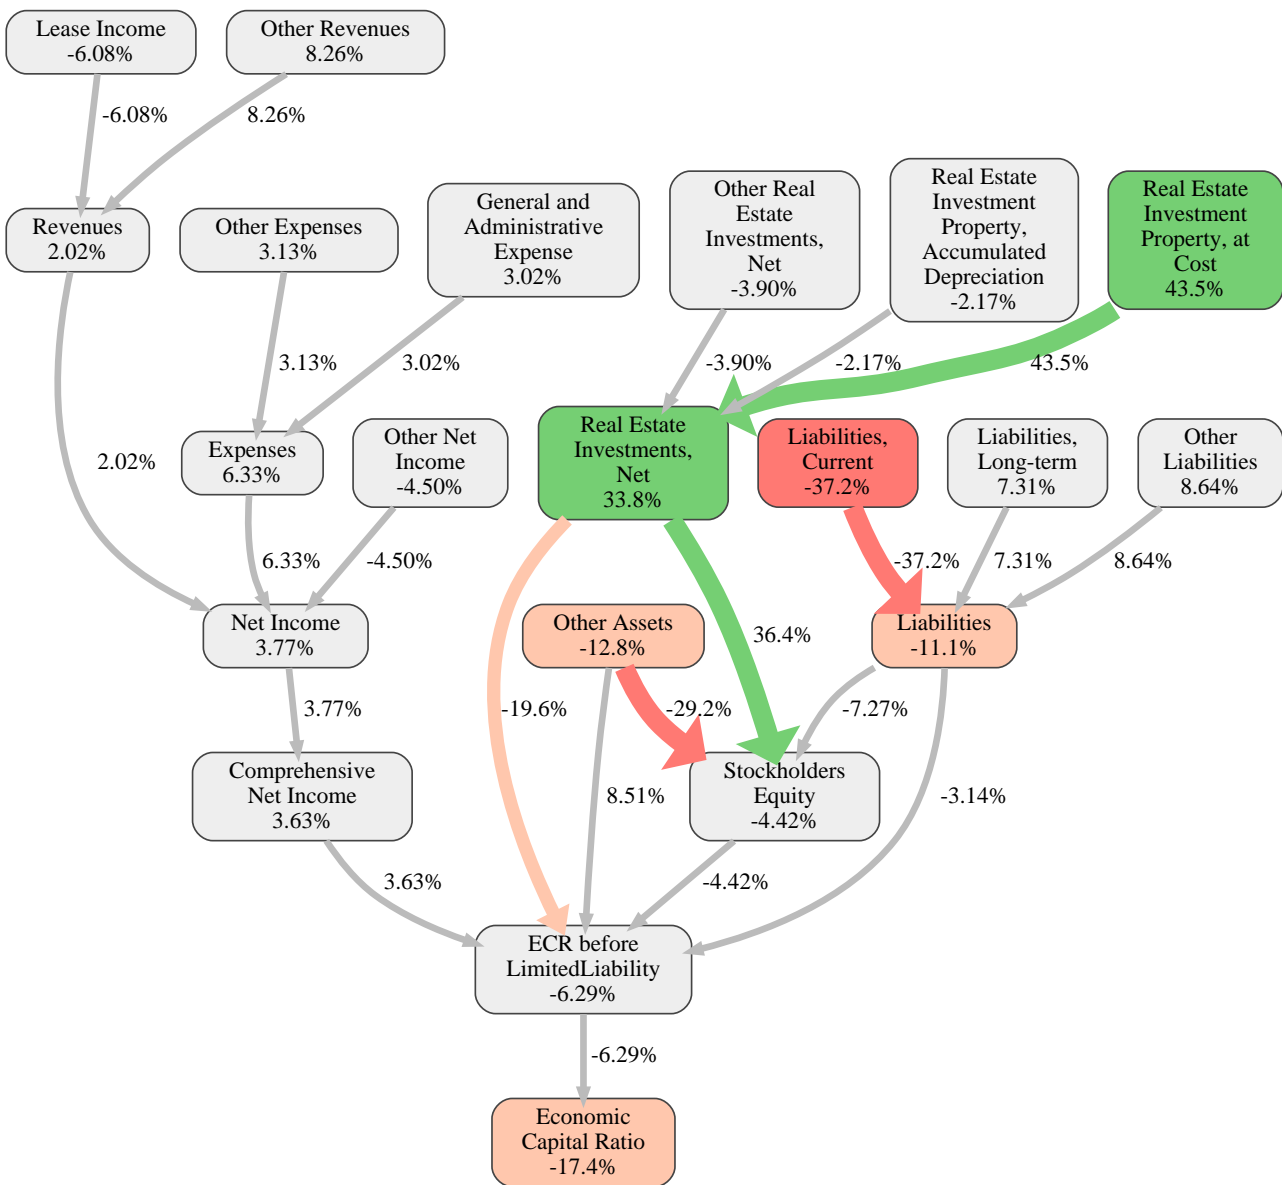 Lease Income
-6.08%
Other Revenues
8.26%
-6.08%
8.26%
Revenues
2.02%
Other Expenses
3.13%
General and
Administrative
Expense
3.02%
Other Real
Estate
Investments,
Net
-3.90%
Real Estate
Investment
Property,
Accumulated
Depreciation
-2.17%
Real Estate
Investment
Property, at
Cost
43.5%
3.13%
3.02%
-3.90%
-2.17%
43.5%
2.02%
Expenses
6.33%
Other Net
Income
-4.50%
Real Estate
Investments,
Net
33.8%
Liabilities,
Current
-37.2%
Liabilities,
Long-term
7.31%
Other
Liabilities
8.64%
6.33%
-4.50%
-37.2%
7.31%
8.64%
Net Income
3.77%
Other Assets
-12.8%
36.4%
Liabilities
-11.1%
3.77%
-19.6%
-29.2%
-7.27%
Comprehensive
Net Income
3.63%
8.51%
Stockholders
Equity
-4.42%
-3.14%
3.63%
-4.42%
ECR before
LimitedLiability
-6.29%
-6.29%
Economic
Capital Ratio
-17.4%